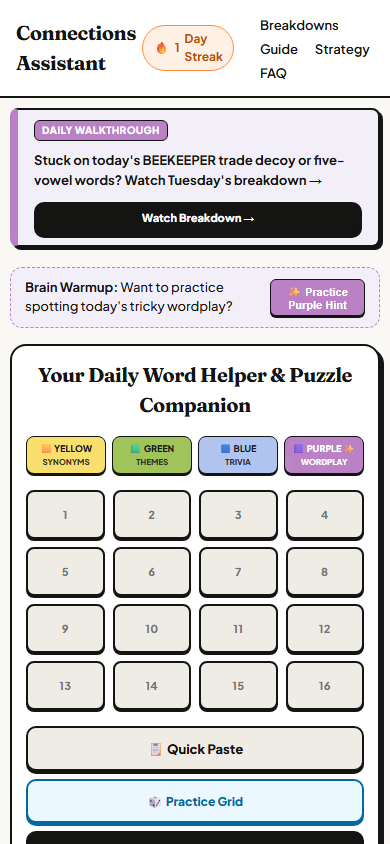 Connections
Assistant
🔥 1 Day
Streak
Breakdowns
Guide Strategy
FAQ
DAILY WALKTHROUGH
Stuck on today's BEEKEEPER trade decoy or five-
vowel words? Watch Tuesday's breakdown →
Watch Breakdown →
Brain Warmup: Want to practice
spotting today's tricky wordplay?
✨ Practice
Purple Hint
Your Daily Word Helper & Puzzle
Companion
🟧 YELLOW
SYNONYMS
🟩 GREEN
THEMES
🟦 BLUE
TRIVIA
🟪 PURPLE ✨
WORDPLAY
1 2 3 4
5 6 7 8
9 10 11 12
13 14 15 16
📋 Quick Paste
🎲 Practice Grid